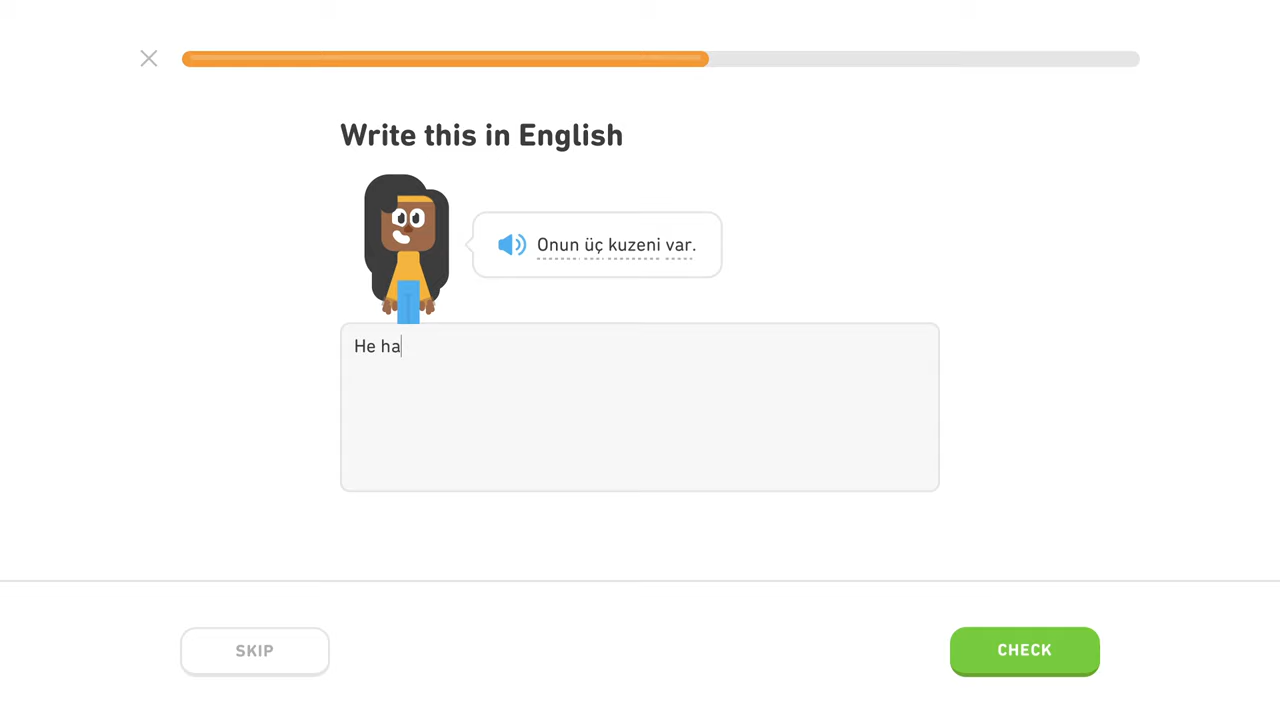 Write this in English
Onun üç kuzeni var.
He ha
SKIP
CHECK